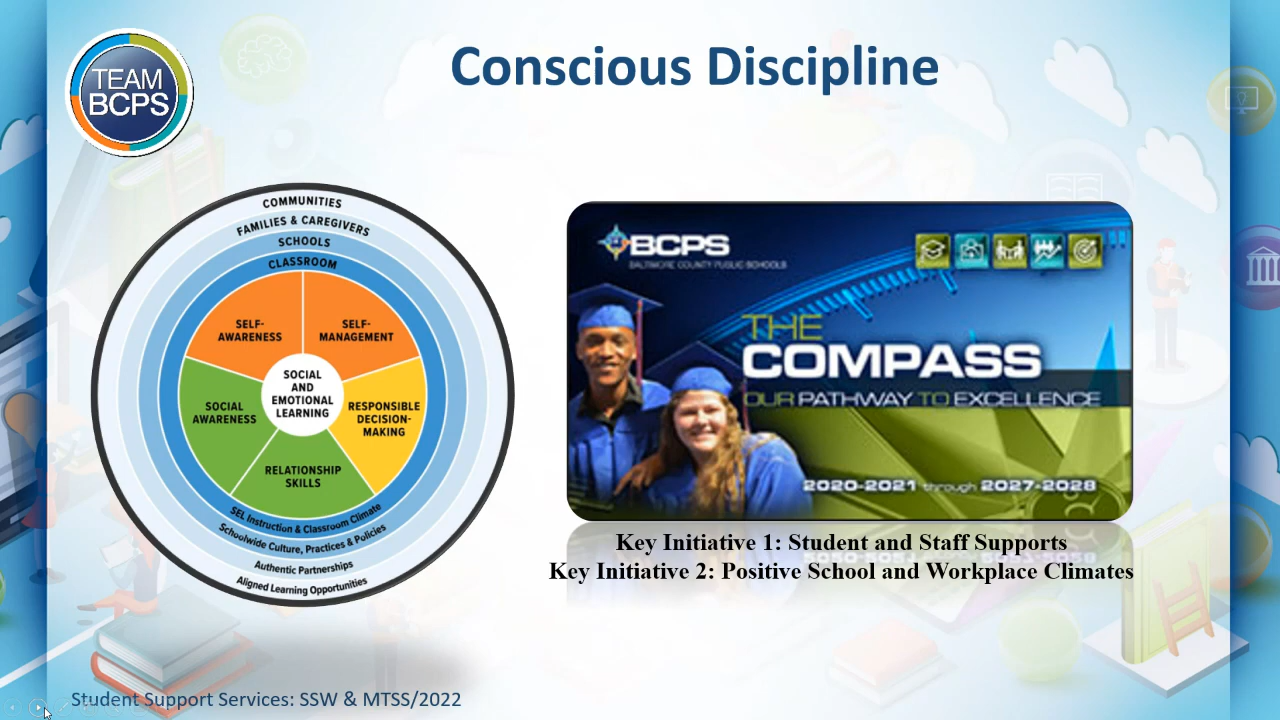 Conscious Discipline
TEAM
BCPS
COMMUNITIES
FAMILIES & CAREGIVERS
SCHOOLS
CLASSROOM
SELF-
AWARENESS
SELF-
MANAGEMENT
SOCIAL
AND
EMOTIONAL
LEARNING
SOCIAL
AWARENESS
RESPONSIBLE
DECISION-
MAKING
RELATIONSHIP
SKILLS
SEL Instruction & Classroom Climate
Schoolwide Culture, Practices & Policies
Authentic Partnerships
Aligned Learning Opportunities
BCPS
BALTIMORE COUNTY PUBLIC SCHOOLS
THE
COMPASS
OUR PATHWAY TO EXCELLENCE
2020-2021 through 2027-2028
Key Initiative 1: Student and Staff Supports
Key Initiative 2: Positive School and Workplace Climates
Student Support Services: SSW & MTSS/2022